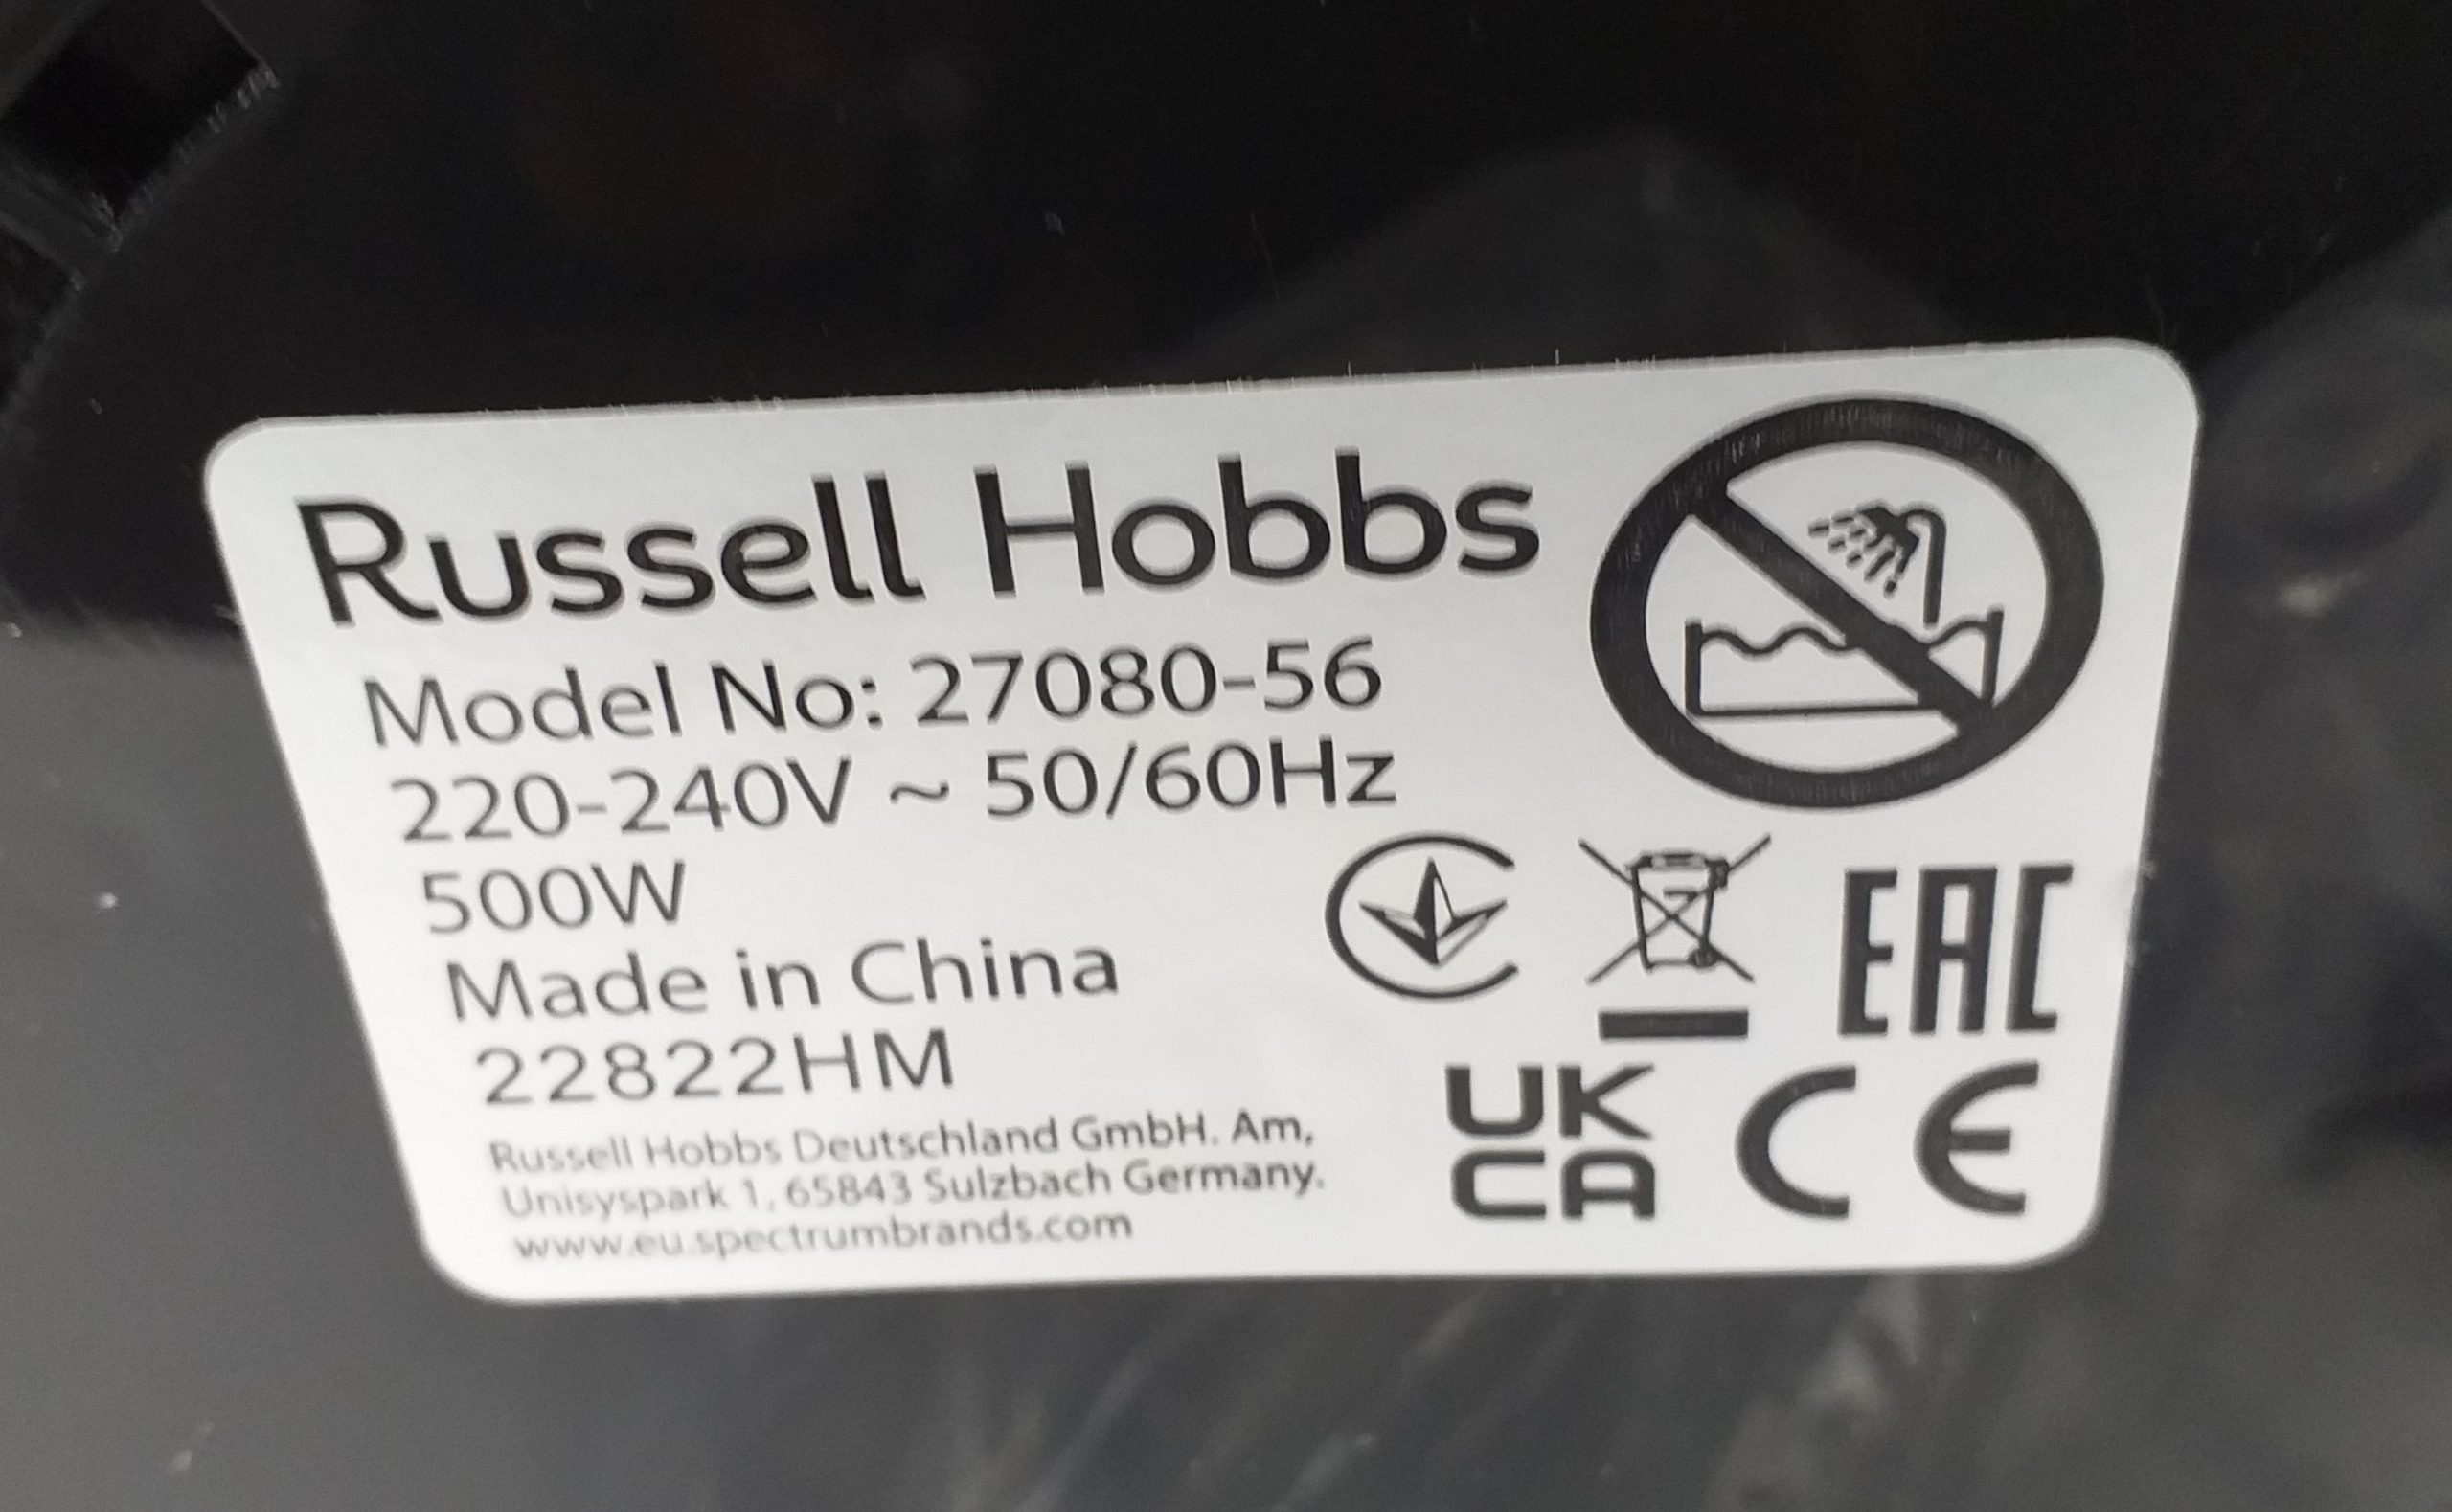 Russell Hobbs
Model No: 27080-56
220-240V ~ 50/60Hz
500W
Made in China
22822HM
Russell Hobbs Deutschland GmbH. Am,
Unisyspark 1, 65843 Sulzbach Germany.
www.eu.spectrumbrands.com
EAC
UK
CA
CE